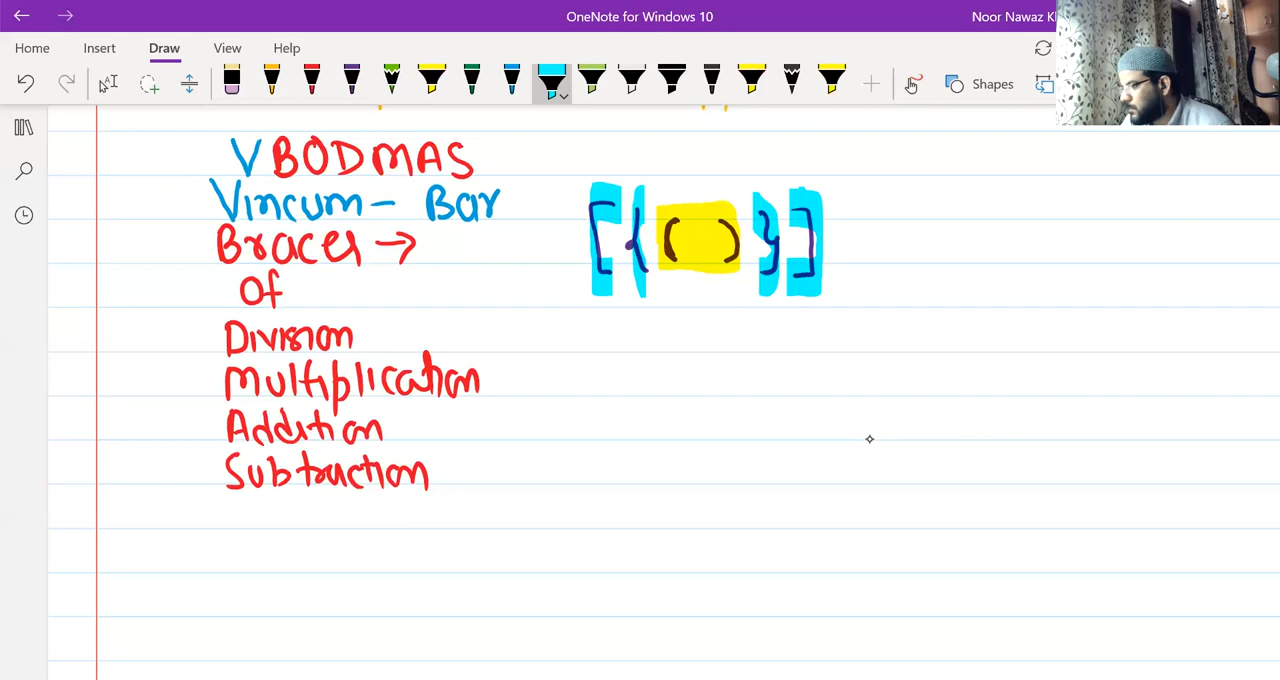 OneNote for Windows 10
Noor Nawaz K
Home Insert Draw View Help
Shapes
V BODMAS
Vincum - Bar
Braces → [{( )}]
Of
Division
Multiplication
Addition
Subtraction